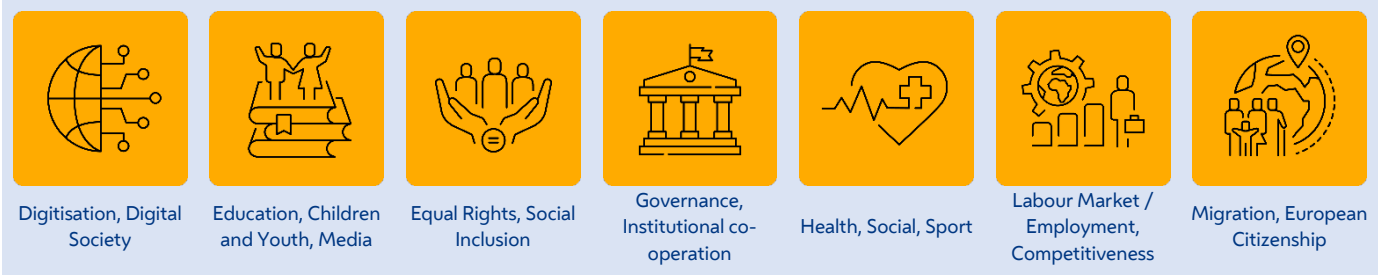 Digitisation, Digital
Society
Education, Children
and Youth, Media
Equal Rights, Social
Inclusion
Governance,
Institutional co-
operation
Health, Social, Sport
Labour Market /
Employment,
Competitiveness
Migration, European
Citizenship